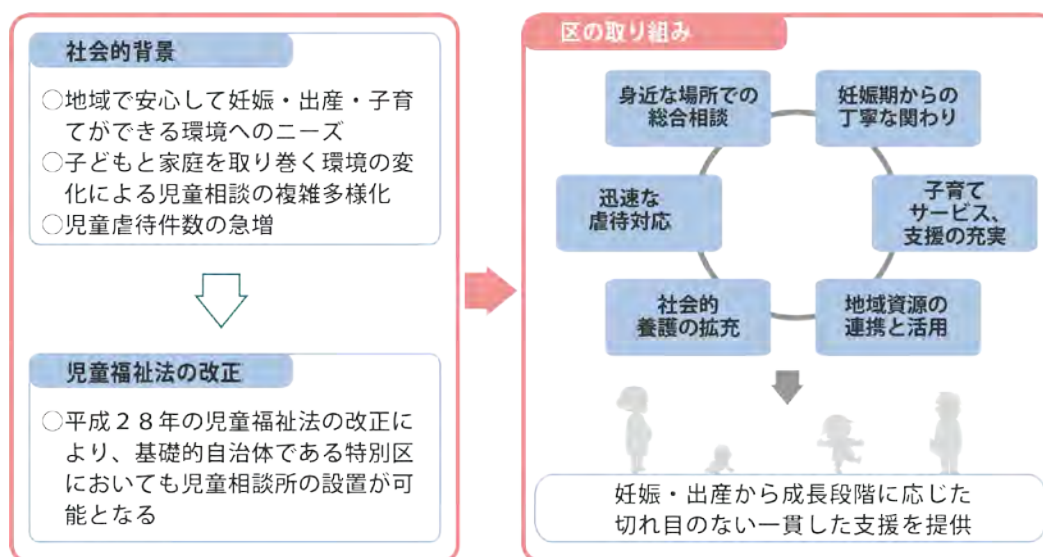 社会的背景
○地域で安心して妊娠・出産・子育
てができる環境へのニーズ
○子どもと家庭を取り巻く環境の変
化による児童相談の複雑多様化
○児童虐待件数の急増
児童福祉法の改正
○平成２８年の児童福祉法の改正に
より、基礎的自治体である特別区
においても児童相談所の設置が可
能となる
区の取り組み
身近な場所での
総合相談
妊娠期からの
丁寧な関わり
迅速な
虐待対応
子育て
サービス、
支援の充実
社会的
養護の拡充
地域資源の
連携と活用
妊娠・出産から成長段階に応じた
切れ目のない一貫した支援を提供